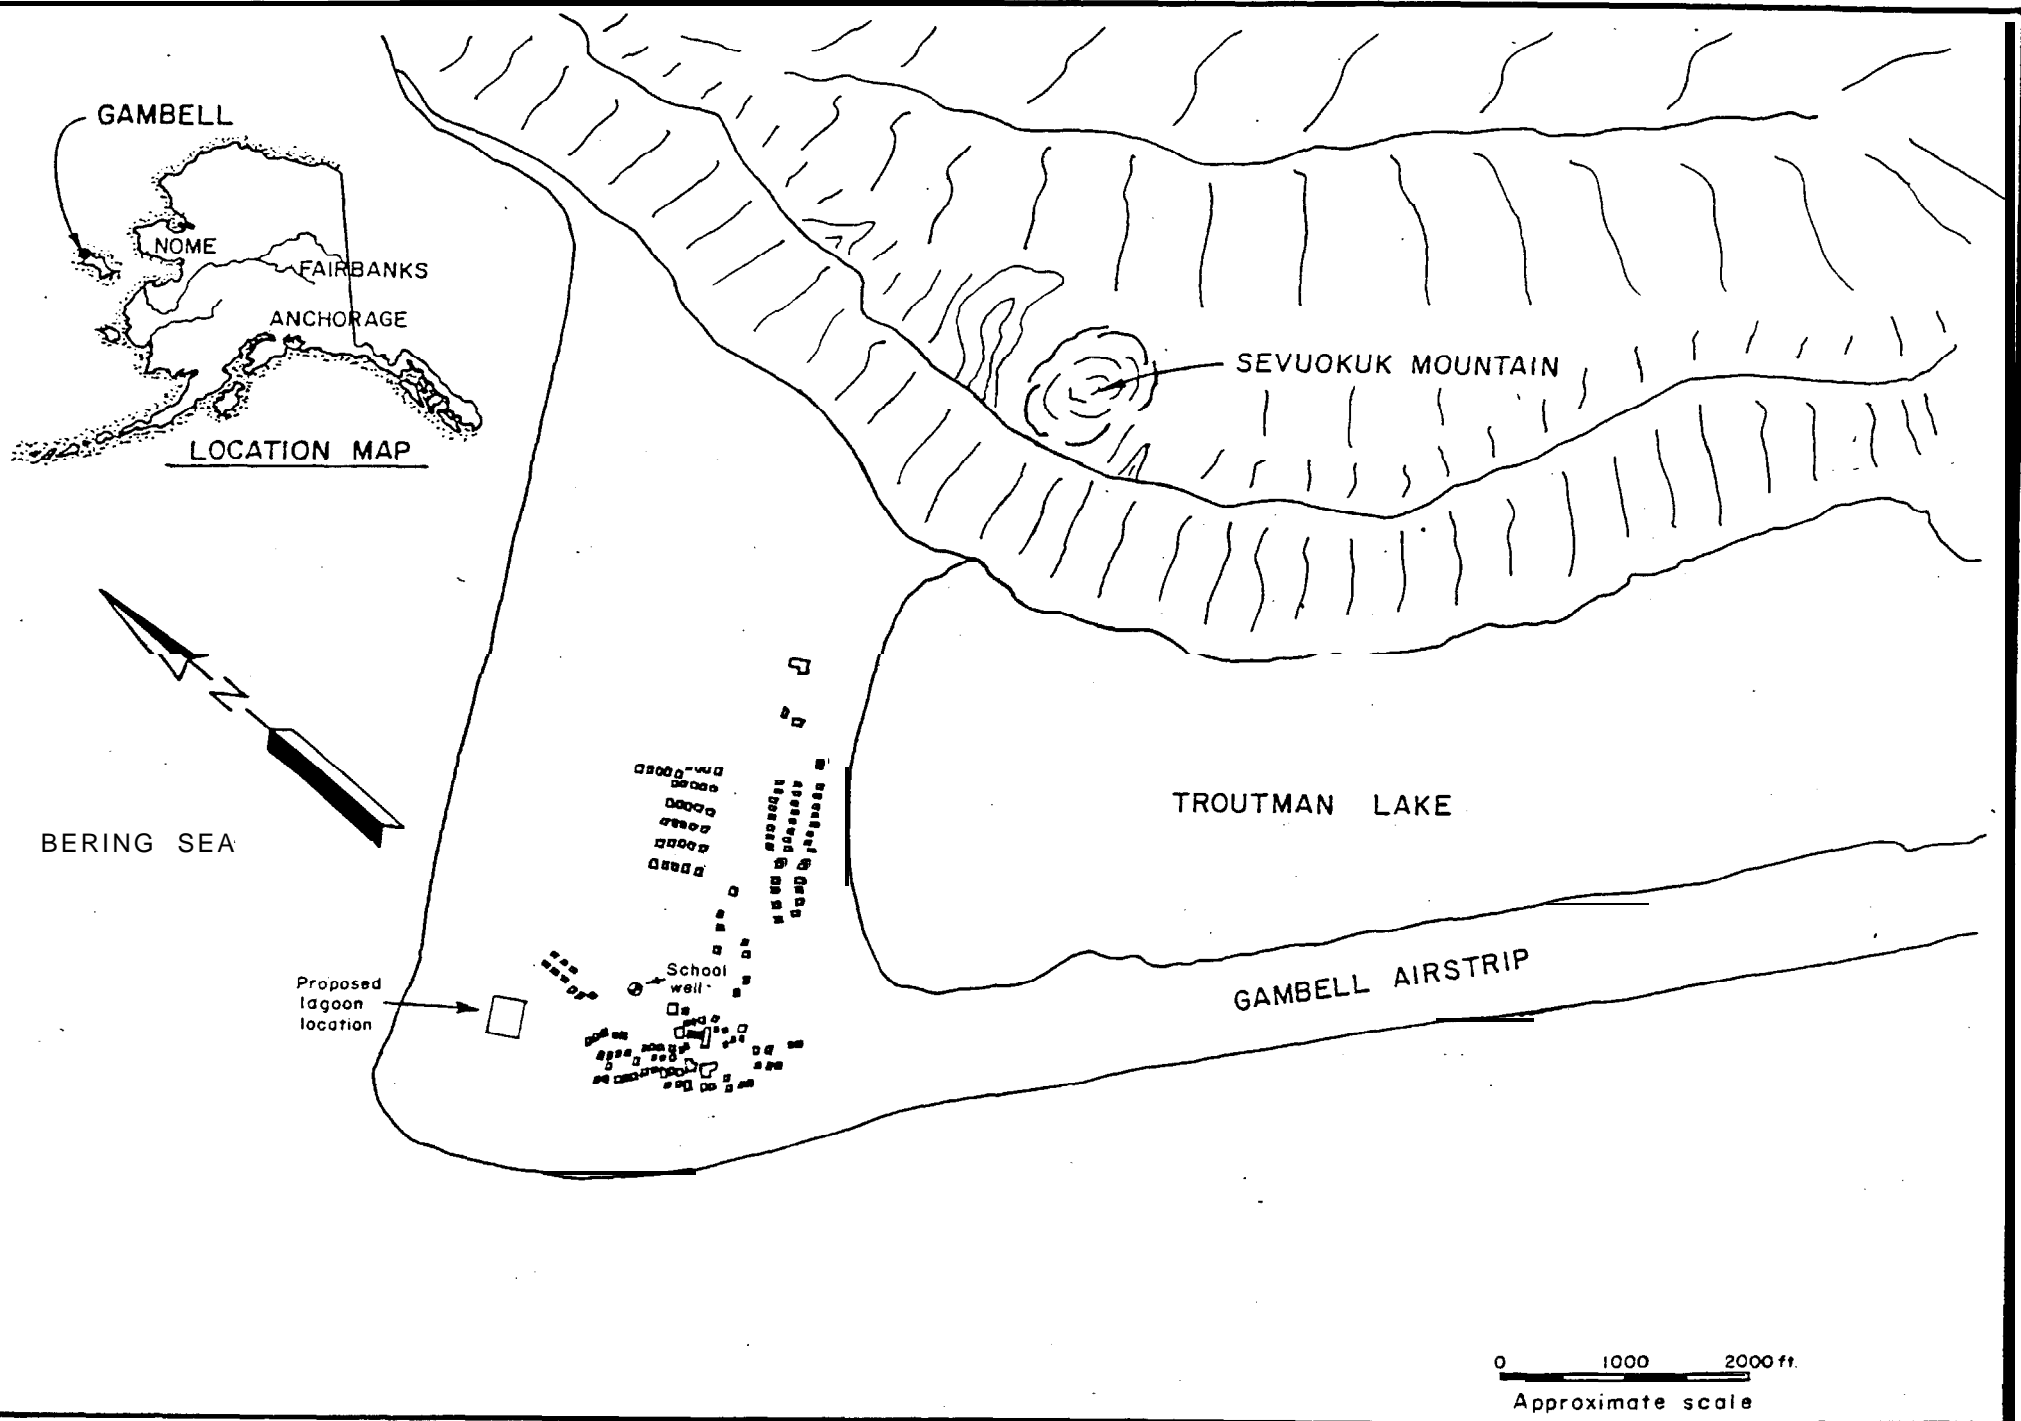 GAMBELL
NOME
FAIRBANKS
ANCHORAGE
LOCATION MAP
SEVUOKUK MOUNTAIN
N
BERING SEA
TROUTMAN LAKE
School
well
Proposed
lagoon
location
GAMBELL AIRSTRIP
0 1000 2000 ft.
Approximate scale